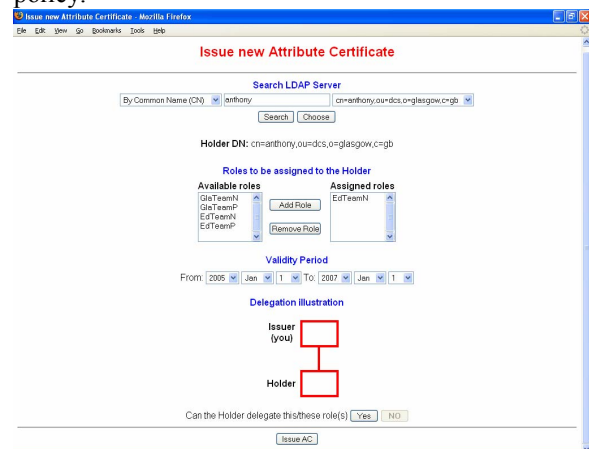 policy.
Issue new Attribute Certificate - Mozilla Firefox
File Edit View Go Bookmarks Tools Help
Issue new Attribute Certificate
Search LDAP Server
By Common Name (CN) anthony cn=anthony,ou=dcs,o=glasgow,c=gb
Search Choose
Holder DN: cn=anthony,ou=dcs,o=glasgow,c=gb
Roles to be assigned to the Holder
Available roles Assigned roles
GlaTeamN EdTeamN
GlaTeamP Add Role
EdTeamN
EdTeamP Remove Role
Validity Period
From: 2005 Jan 1 To: 2007 Jan 1
Delegation illustration
Issuer
(you)
Holder
Can the Holder delegate this/these role(s) Yes NO
Issue AC